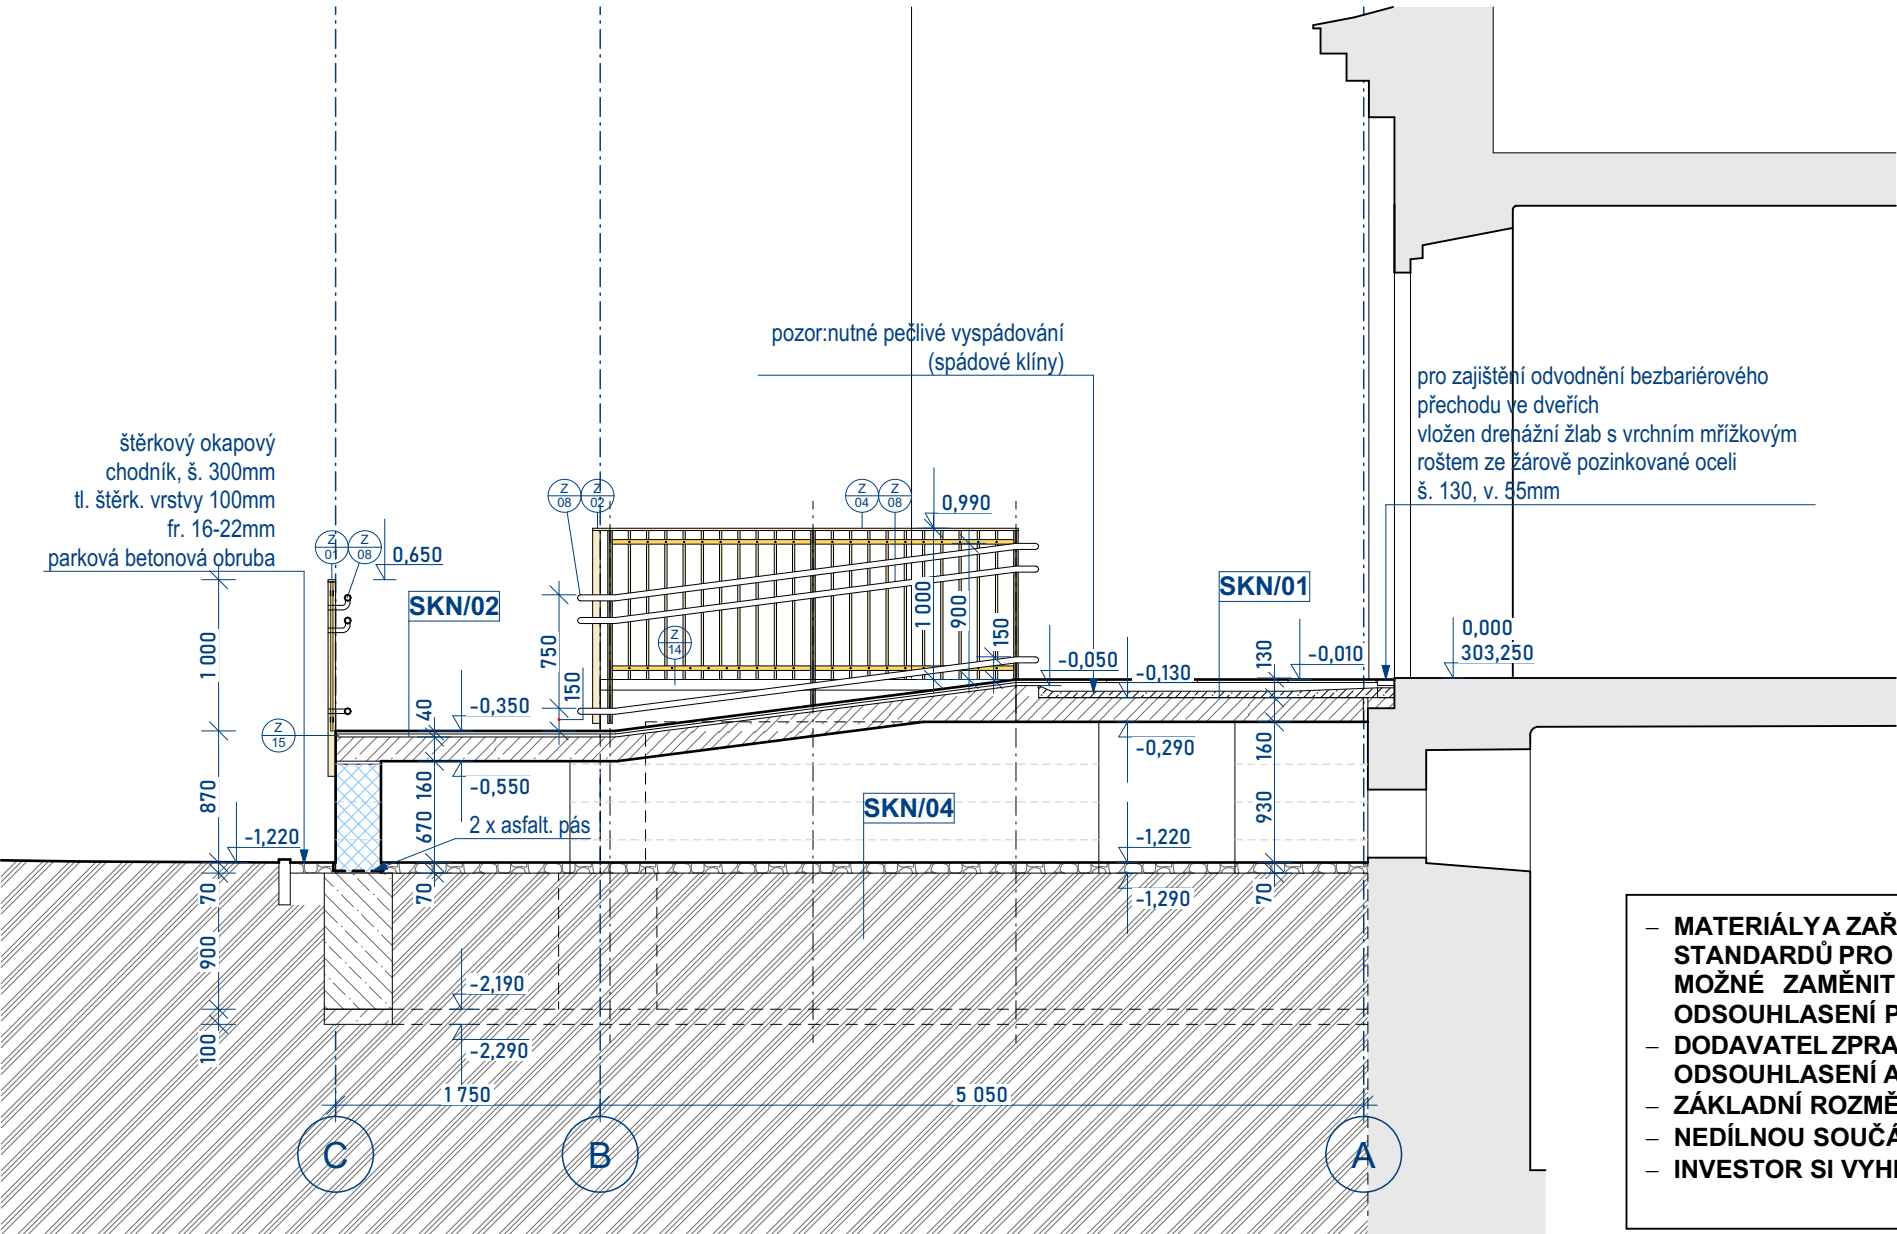 pozor:nutné pečlivé vyspádování
(spádové klíny)
pro zajištění odvodnění bezbariérového
přechodu ve dveřích
vložen drenážní žlab s vrchním mřížkovým
roštem ze žárově pozinkované oceli
š. 130, v. 55mm
štěrkový okapový
chodník, š. 300mm
tl. štěrk. vrstvy 100mm
fr. 16-22mm
parková betonová obruba
Z
01
Z
08
0,650
Z
08
Z
02
Z
04
Z
08
0,990
SKN/02
SKN/01
Z
14
Z
15
1 000
870
70
900
100
40
160
670
70
750
150
1 000
900
150
130
160
930
70
-0,350
-0,550
-0,050
-0,130
-0,010
0,000
303,250
-0,290
SKN/04
2 x asfalt. pás
-1,220
-1,220
-1,290
-2,190
-2,290
1 750
5 050
C
B
A
– MATERIÁLY A ZAŘ
STANDARDŮ PRO
MOŽNÉ ZAMĚNIT
ODSOUHLASENÍ P
– DODAVATEL ZPRA
ODSOUHLASENÍ A
– ZÁKLADNÍ ROZMĚ
– NEDÍLNOU SOUČÁ
– INVESTOR SI VYHI